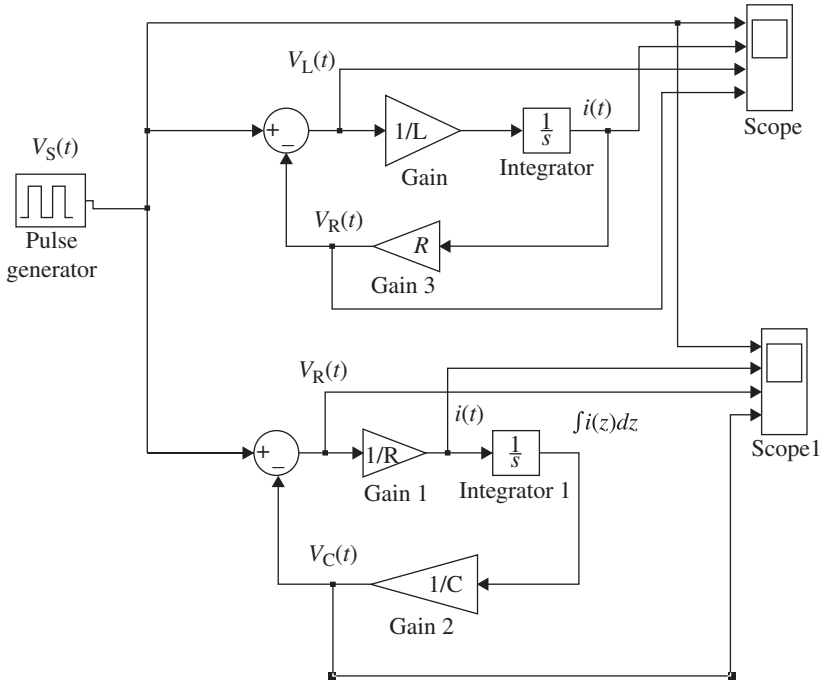 V_L(t)
i(t)
Scope
+
−
1/L
1
s
Gain
Integrator
V_S(t)
Pulse
generator
V_R(t)
R
Gain 3
V_R(t)
i(t)
∫i(z)dz
Scope1
+
−
1/R
1
s
Gain 1
Integrator 1
V_C(t)
1/C
Gain 2